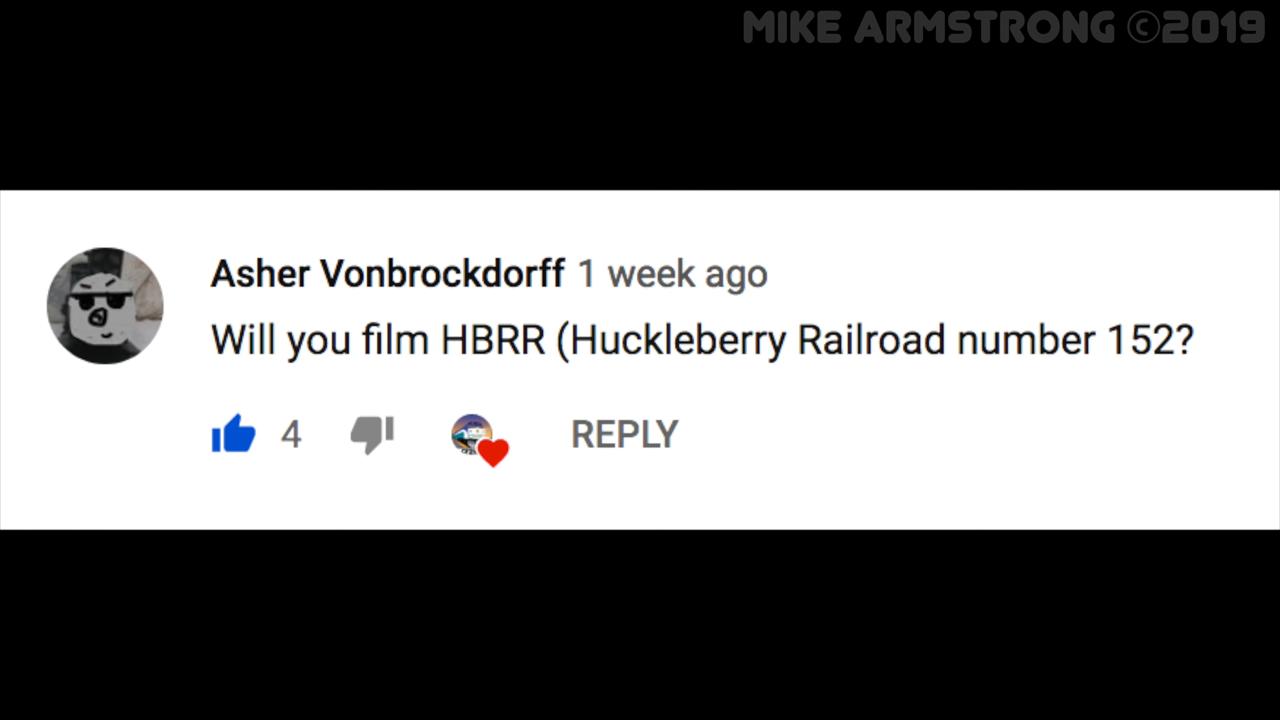 MIKE ARMSTRONG ©2019
Asher Vonbrockdorff 1 week ago
Will you film HBRR (Huckleberry Railroad number 152?
4 REPLY